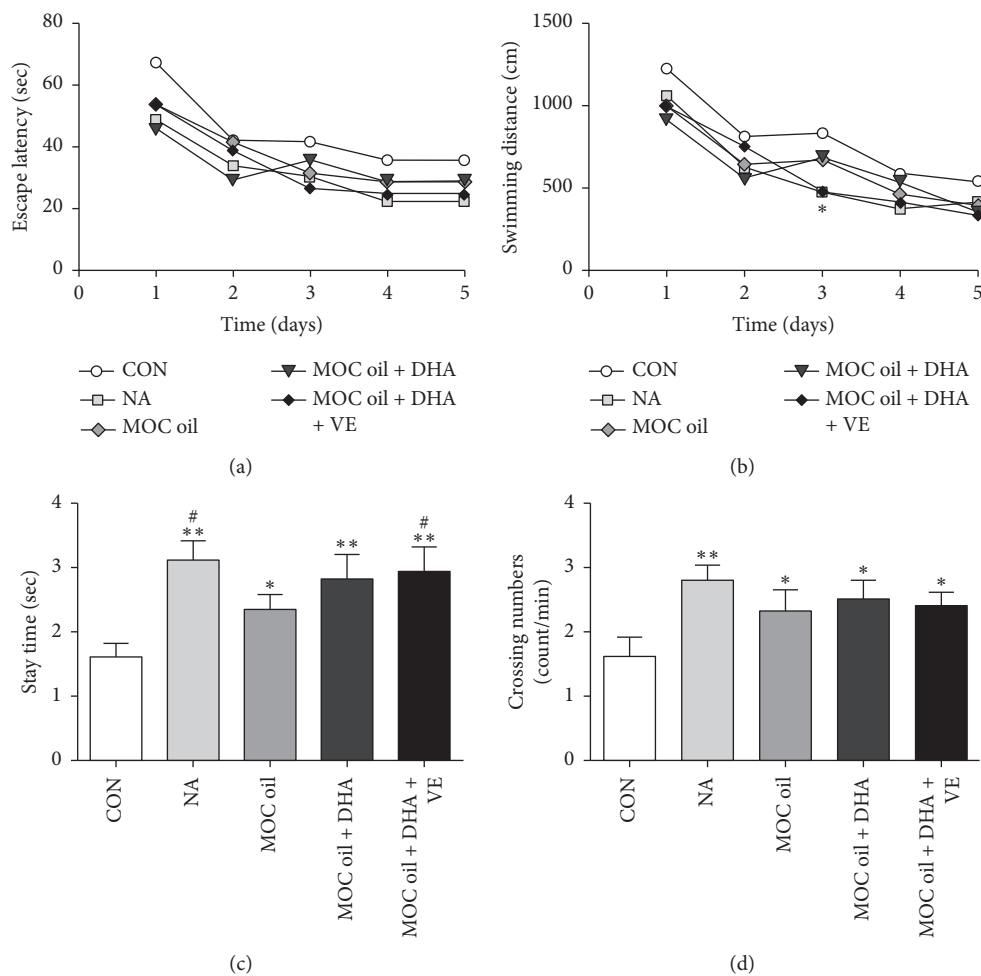 80
60
40
20
0
Escape latency (sec)
0 1 2 3 4 5
Time (days)
CON
NA
MOC oil
MOC oil + DHA
MOC oil + DHA
+ VE
(a)
1500
1000
500
0
Swimming distance (cm)
*
0 1 2 3 4 5
Time (days)
CON
NA
MOC oil
MOC oil + DHA
MOC oil + DHA
+ VE
(b)
4
3
2
1
0
Stay time (sec)
#
**
*
**
#
**
CON
NA
MOC oil
MOC oil + DHA
MOC oil + DHA +
VE
(c)
4
3
2
1
0
Crossing numbers
(count/min)
**
*
*
*
CON
NA
MOC oil
MOC oil + DHA
MOC oil + DHA +
VE
(d)